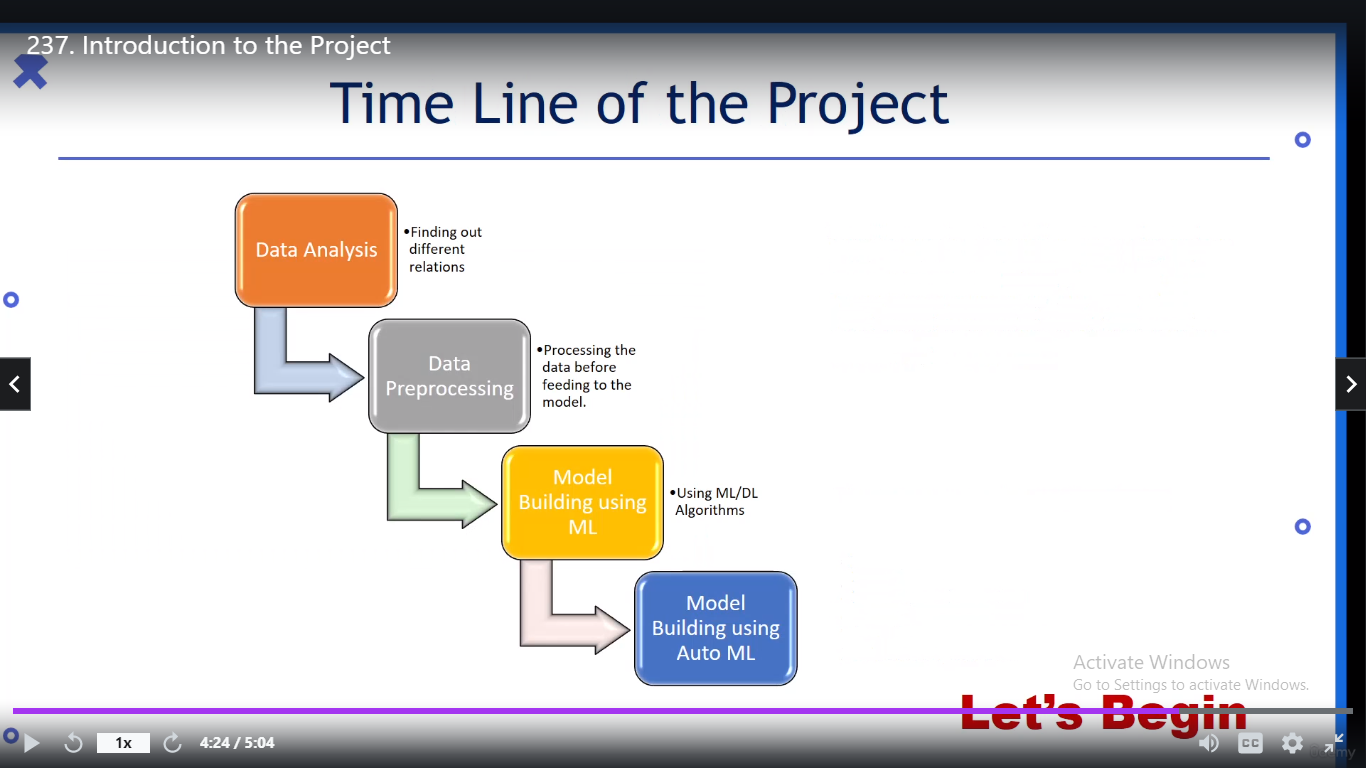 237. Introduction to the Project
Time Line of the Project
Data Analysis
•Finding out
different
relations
Data
Preprocessing
•Processing the
data before
feeding to the
model.
Model
Building using
ML
•Using ML/DL
Algorithms
Model
Building using
Auto ML
Activate Windows
Go to Settings to activate Windows.
Let's Begin
1x
4:24 / 5:04
CC